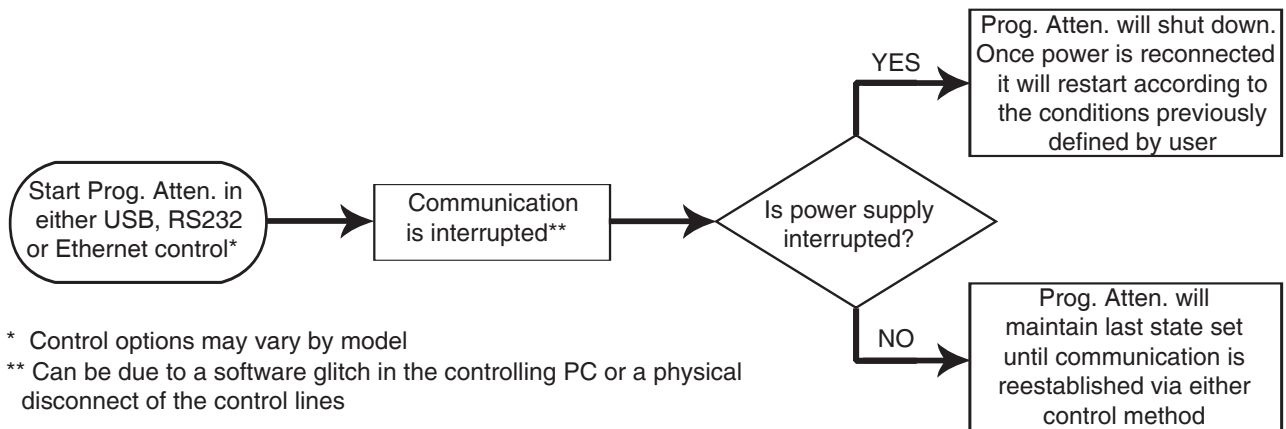 Start Prog. Atten. in
either USB, RS232
or Ethernet control*
Communication
is interrupted**
Is power supply
interrupted?
YES
Prog. Atten. will shut down.
Once power is reconnected
it will restart according to
the conditions previously
defined by user
NO
Prog. Atten. will
maintain last state set
until communication is
reestablished via either
control method
* Control options may vary by model
** Can be due to a software glitch in the controlling PC or a physical
disconnect of the control lines